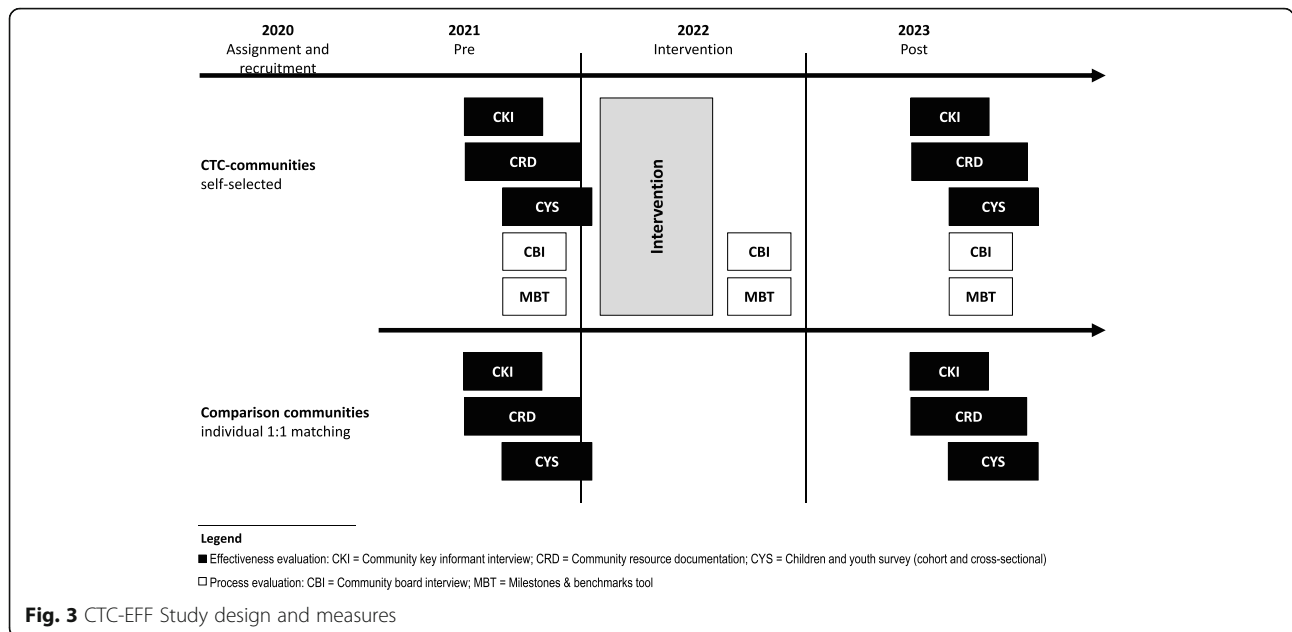 2020
2021
2022
2023
Assignment and
recruitment
Pre
Intervention
Post
CKI
CKI
CTC-communities
self-selected
CRD
CRD
Intervention
CYS
CYS
CBI
CBI
CBI
MBT
MBT
MBT
CKI
CKI
Comparison communities
individual 1:1 matching
CRD
CRD
CYS
CYS
Legend
■ Effectiveness evaluation: CKI = Community key informant interview; CRD = Community resource documentation; CYS = Children and youth survey (cohort and cross-sectional)
□ Process evaluation: CBI = Community board interview; MBT = Milestones & benchmarks tool
Fig. 3 CTC-EFF Study design and measures